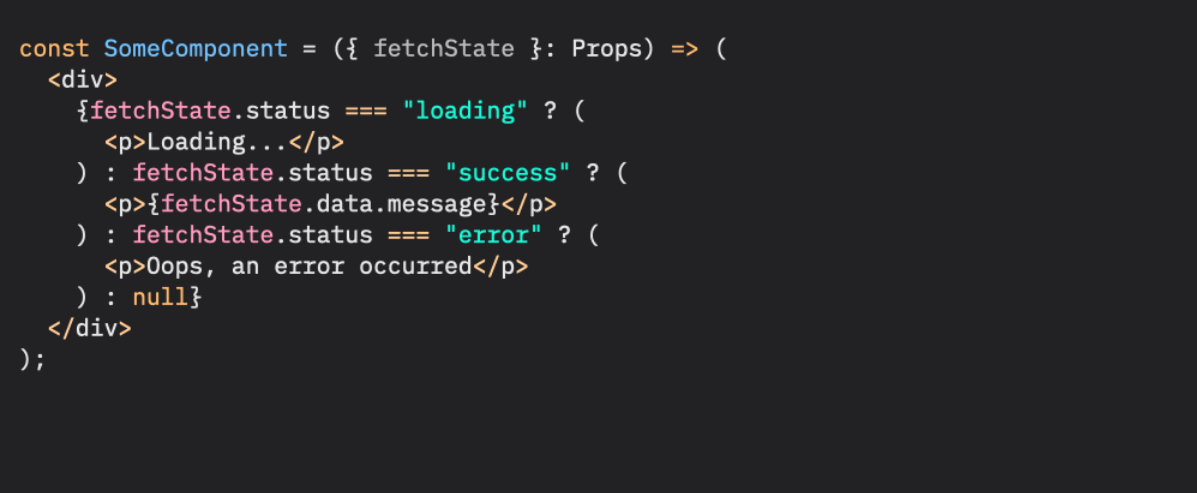 const SomeComponent = ({ fetchState }: Props) => (
  <div>
    {fetchState.status === "loading" ? (
      <p>Loading...</p>
    ) : fetchState.status === "success" ? (
      <p>{fetchState.data.message}</p>
    ) : fetchState.status === "error" ? (
      <p>Oops, an error occurred</p>
    ) : null}
  </div>
);